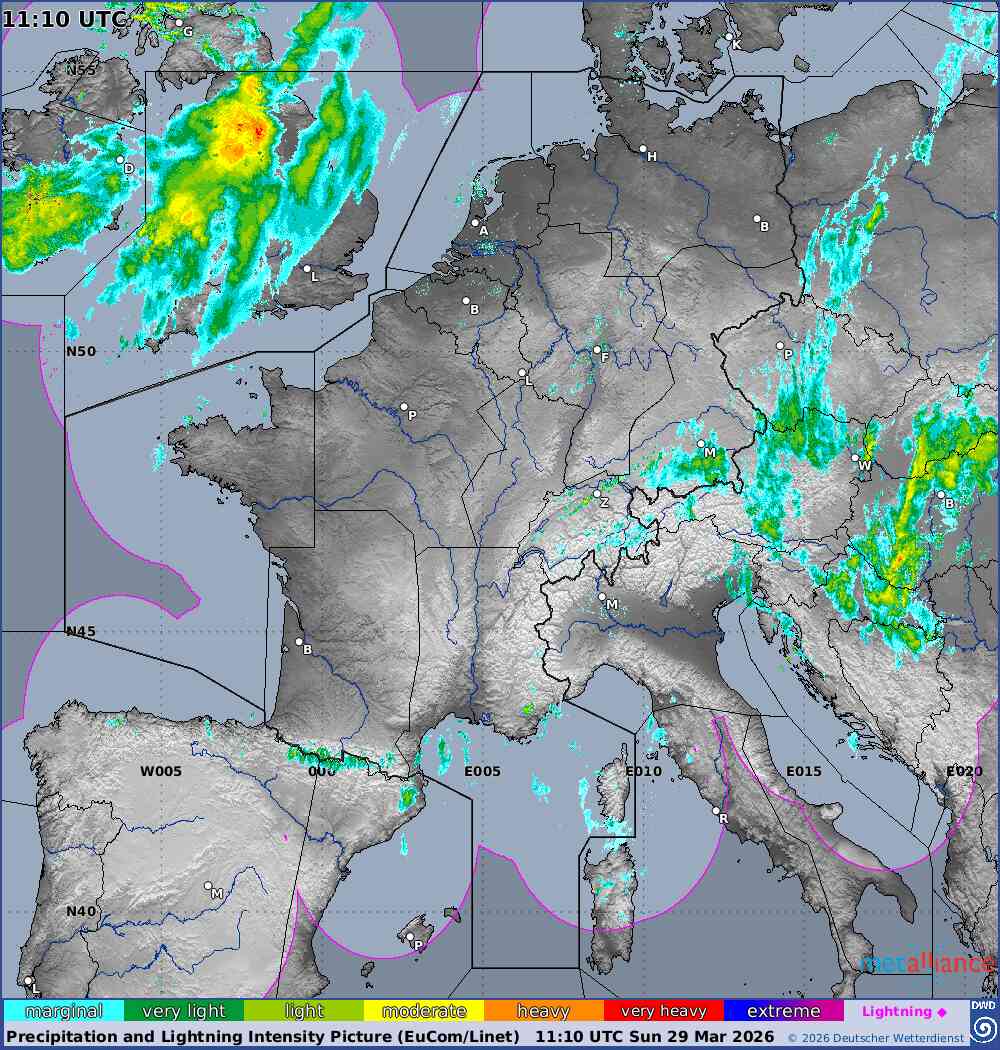 11:10 UTC
G
K
N55
D
H
A
B
L
B
N50
P
F
L
P
M
W
Z
B
M
N45
B
W005
000
E005
E010
E015
E020
R
M
N40
P
L
metalliance
marginal
very light
light
moderate
heavy
very heavy
extreme
Lightning ◆
DWD
Precipitation and Lightning Intensity Picture (EuCom/Linet) 11:10 UTC Sun 29 Mar 2026 © 2026 Deutscher Wetterdienst